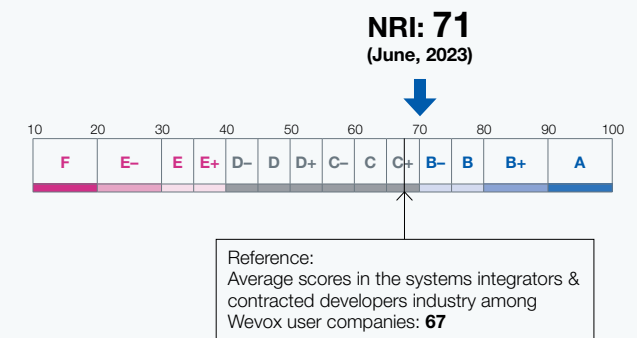 NRI: 71
(June, 2023)
10 20 30 40 50 60 70 80 90 100
F E– E E+ D– D D+ C– C C+ B– B B+ A
Reference:
Average scores in the systems integrators &
contracted developers industry among
Wevox user companies: 67